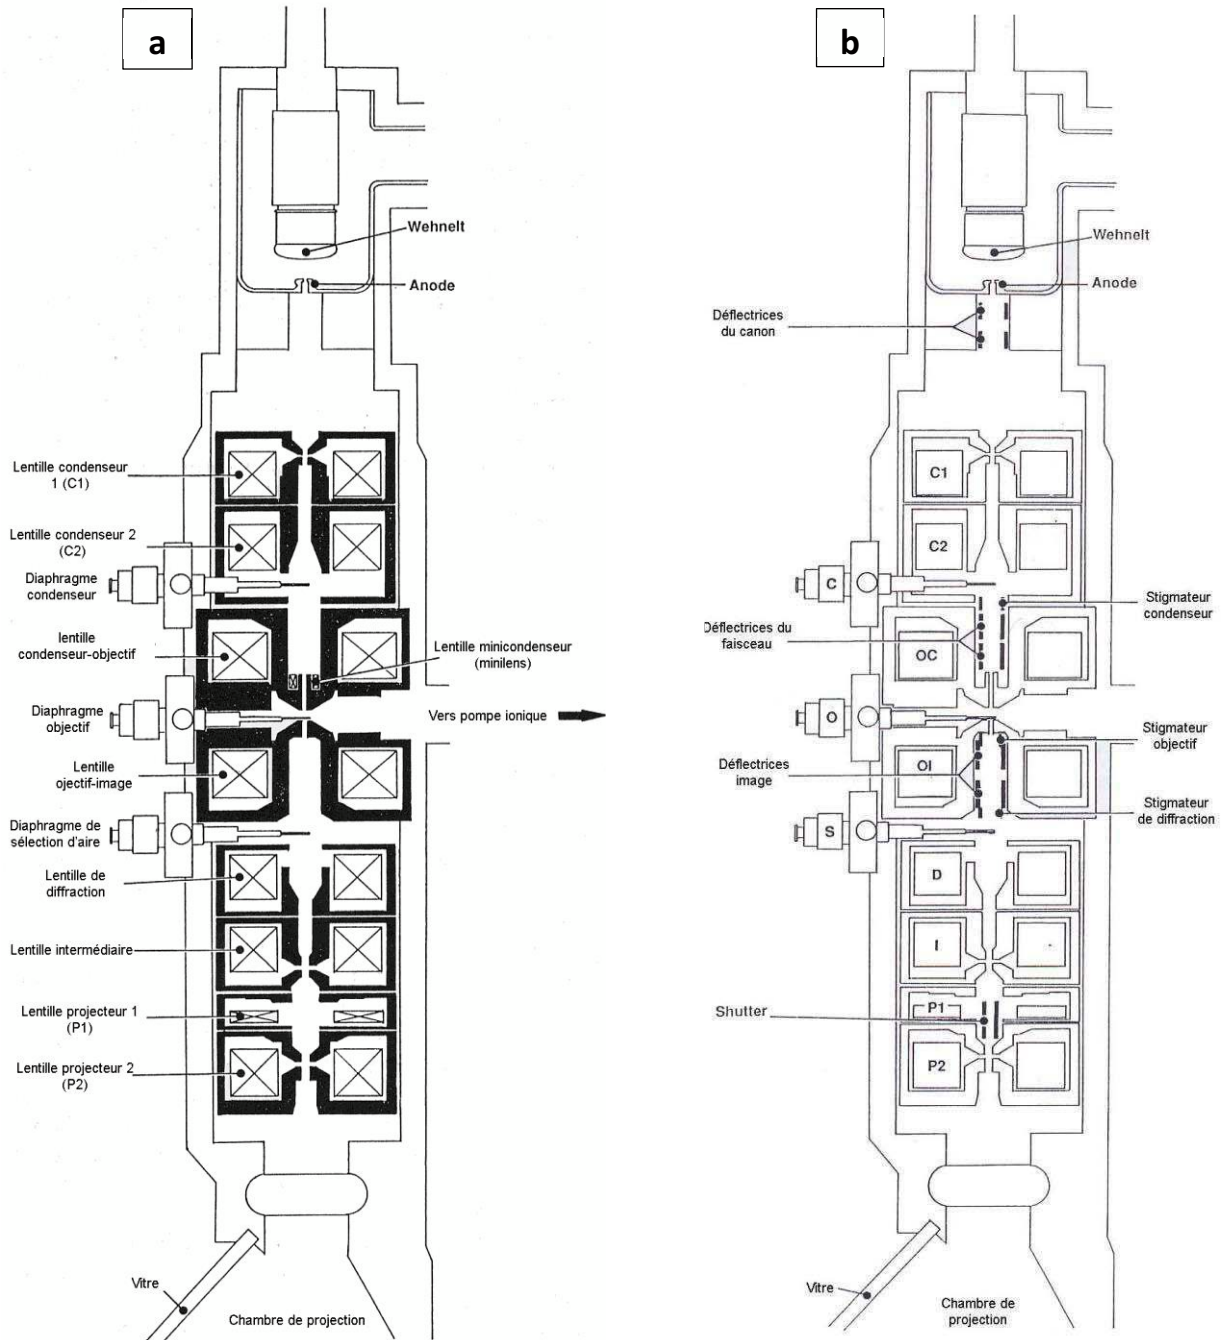 a
Wehnelt
Anode
Lentille condenseur
1 (C1)
Lentille condenseur 2
(C2)
Diaphragme
condenseur
lentille
condenseur-objectif
Lentille minicondenseur
(minilens)
Diaphragme
objectif
Vers pompe ionique
Lentille
ojectif-image
Diaphragme de
sélection d'aire
Lentille de
diffraction
Lentille intermédiaire
Lentille projecteur 1
(P1)
Lentille projecteur 2
(P2)
Vitre
Chambre de projection
b
Wehnelt
Anode
Déflectrices
du canon
C1
C2
C
Stigmateur
condenseur
Déflectrices du
faisceau
OC
O
Stigmateur
objectif
Déflectrices
image
OI
Stigmateur
de diffraction
S
D
I
P1
Shutter
P2
Vitre
Chambre de
projection